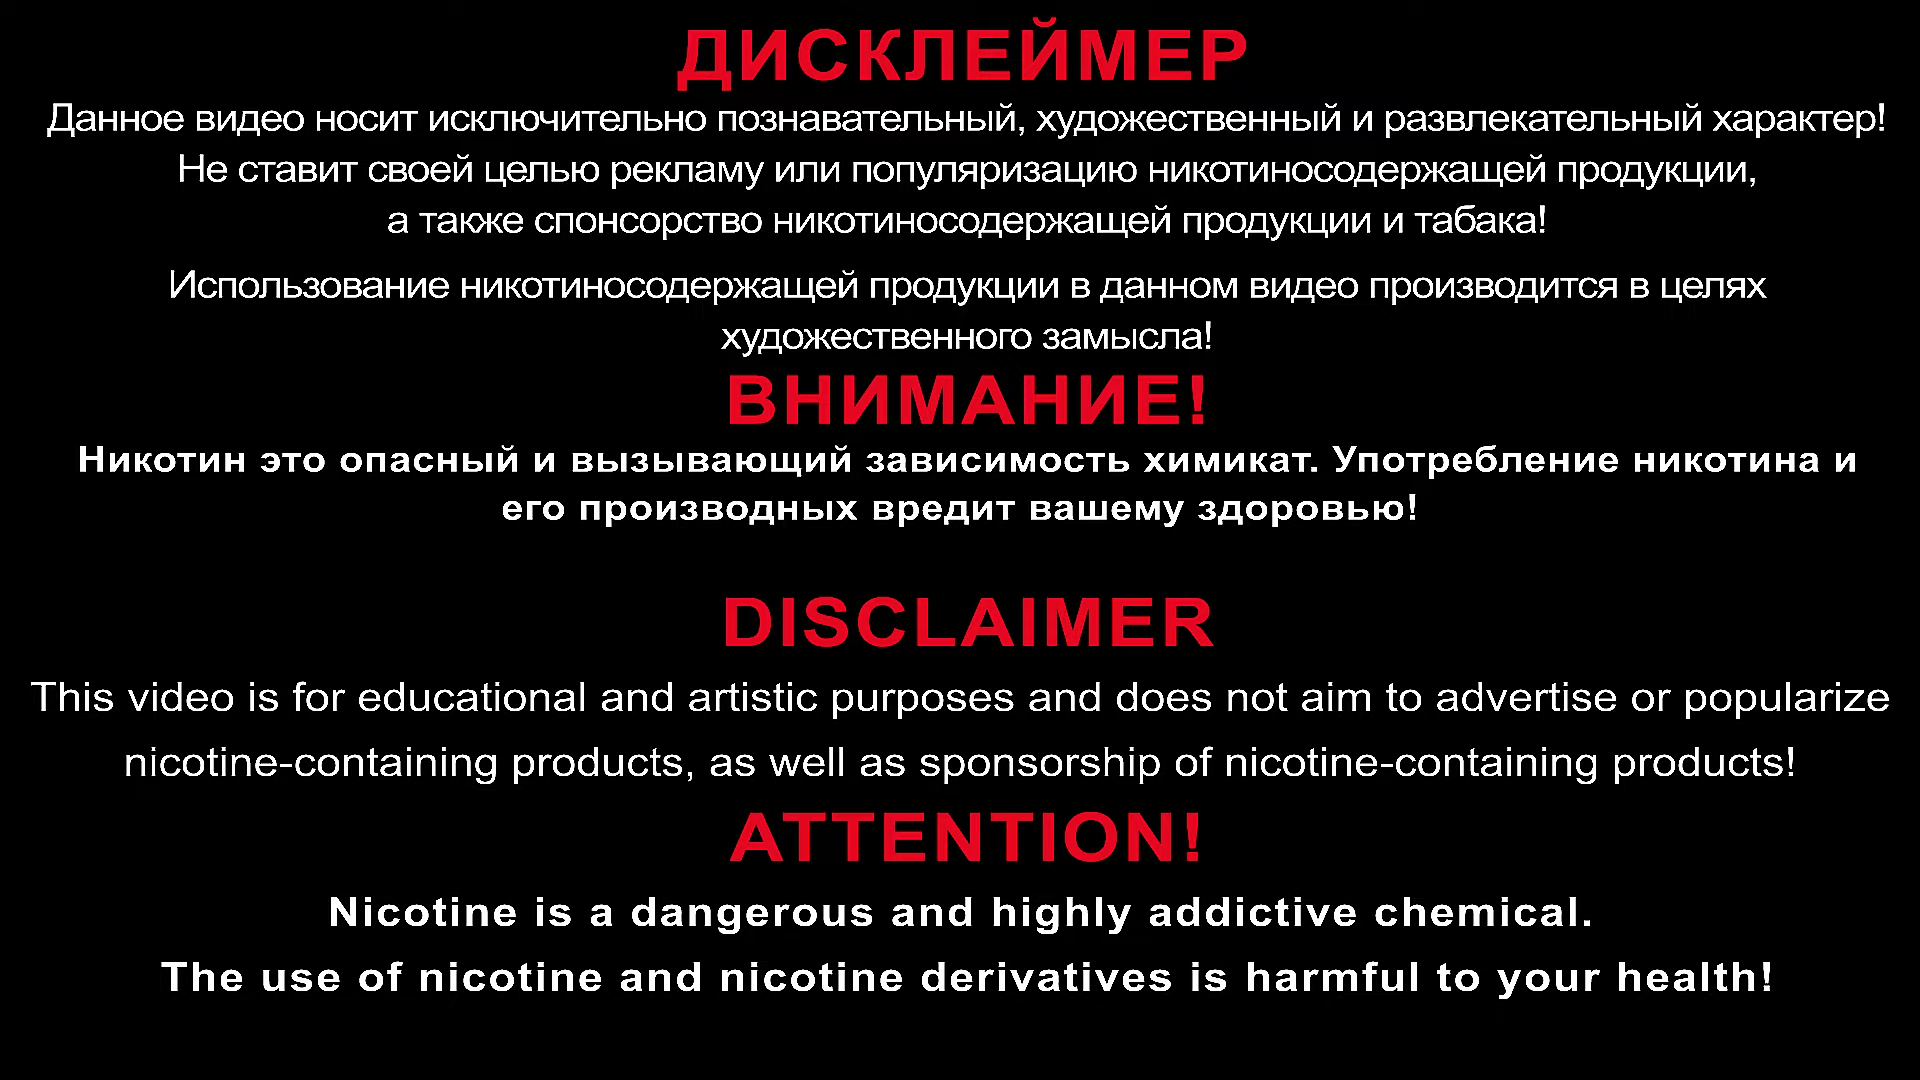 ДИСКЛЕЙМЕР
Данное видео носит исключительно познавательный, художественный и развлекательный характер!
Не ставит своей целью рекламу или популяризацию никотиносодержащей продукции,
а также спонсорство никотиносодержащей продукции и табака!
Использование никотиносодержащей продукции в данном видео производится в целях
художественного замысла!
ВНИМАНИЕ!
Никотин это опасный и вызывающий зависимость химикат. Употребление никотина и
его производных вредит вашему здоровью!
DISCLAIMER
This video is for educational and artistic purposes and does not aim to advertise or popularize
nicotine-containing products, as well as sponsorship of nicotine-containing products!
ATTENTION!
Nicotine is a dangerous and highly addictive chemical.
The use of nicotine and nicotine derivatives is harmful to your health!